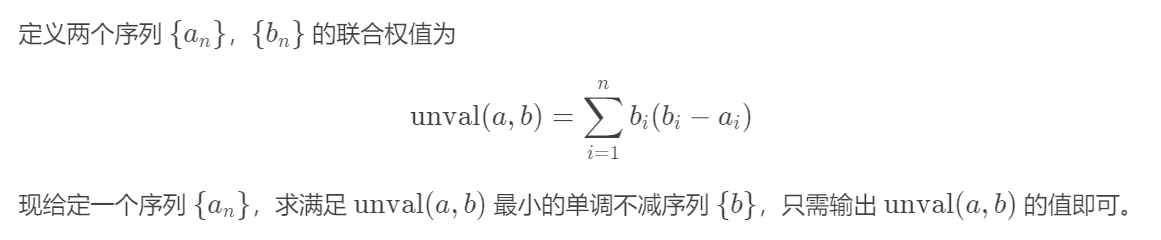 定义两个序列 {aₙ}，{bₙ} 的联合权值为
unval(a, b) = ∑ᵢ₌₁ⁿ bᵢ(bᵢ − aᵢ)
现给定一个序列 {aₙ}，求满足 unval(a, b) 最小的单调不减序列 {b}，只需输出 unval(a, b) 的值即可。